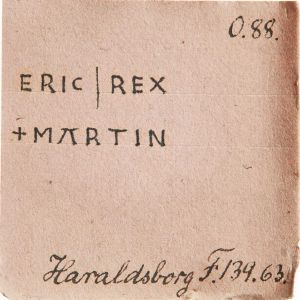 0.88.
ERIC | REX
+MARTIN
Haraldsborg F.134.63.